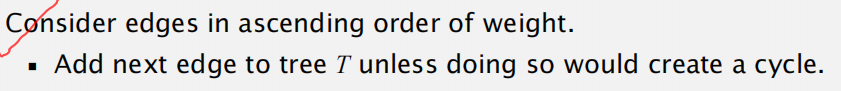 Consider edges in ascending order of weight.
▪ Add next edge to tree T unless doing so would create a cycle.